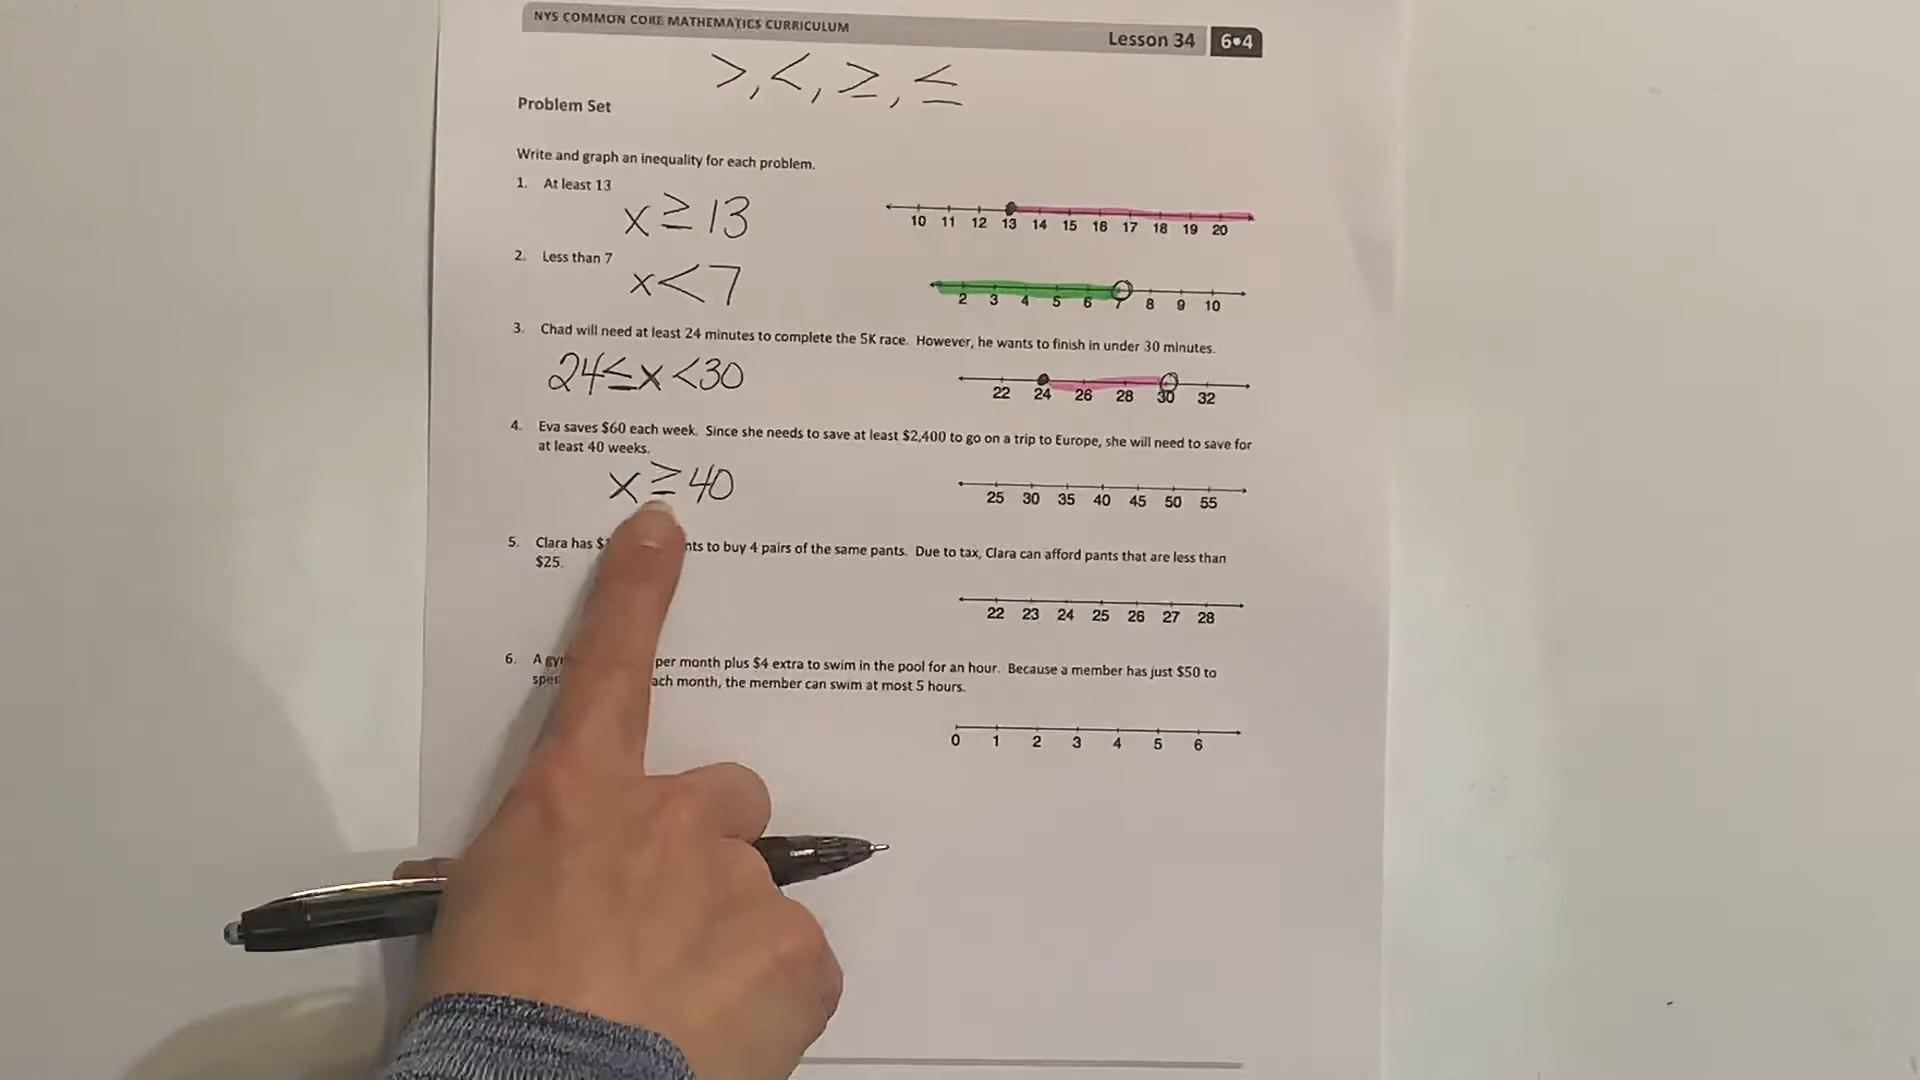 NYS COMMON CORE MATHEMATICS CURRICULUM
Lesson 34 6•4
>, <, ≥, ≤
Problem Set
Write and graph an inequality for each problem.
1. At least 13
x ≥ 13
10 11 12 13 14 15 16 17 18 19 20
2. Less than 7
x < 7
2 3 4 5 6 7 8 9 10
3. Chad will need at least 24 minutes to complete the 5K race. However, he wants to finish in under 30 minutes.
24 ≤ x < 30
22 24 26 28 30 32
4. Eva saves $60 each week. Since she needs to save at least $2,400 to go on a trip to Europe, she will need to save for
at least 40 weeks.
x ≥ 40
25 30 35 40 45 50 55
5. Clara has to buy 4 pairs of the same pants. Due to tax, Clara can afford pants that are less than
$25.
22 23 24 25 26 27 28
6. A per month plus $4 extra to swim in the pool for an hour. Because a member has just $50 to
month, the member can swim at most 5 hours.
0 1 2 3 4 5 6